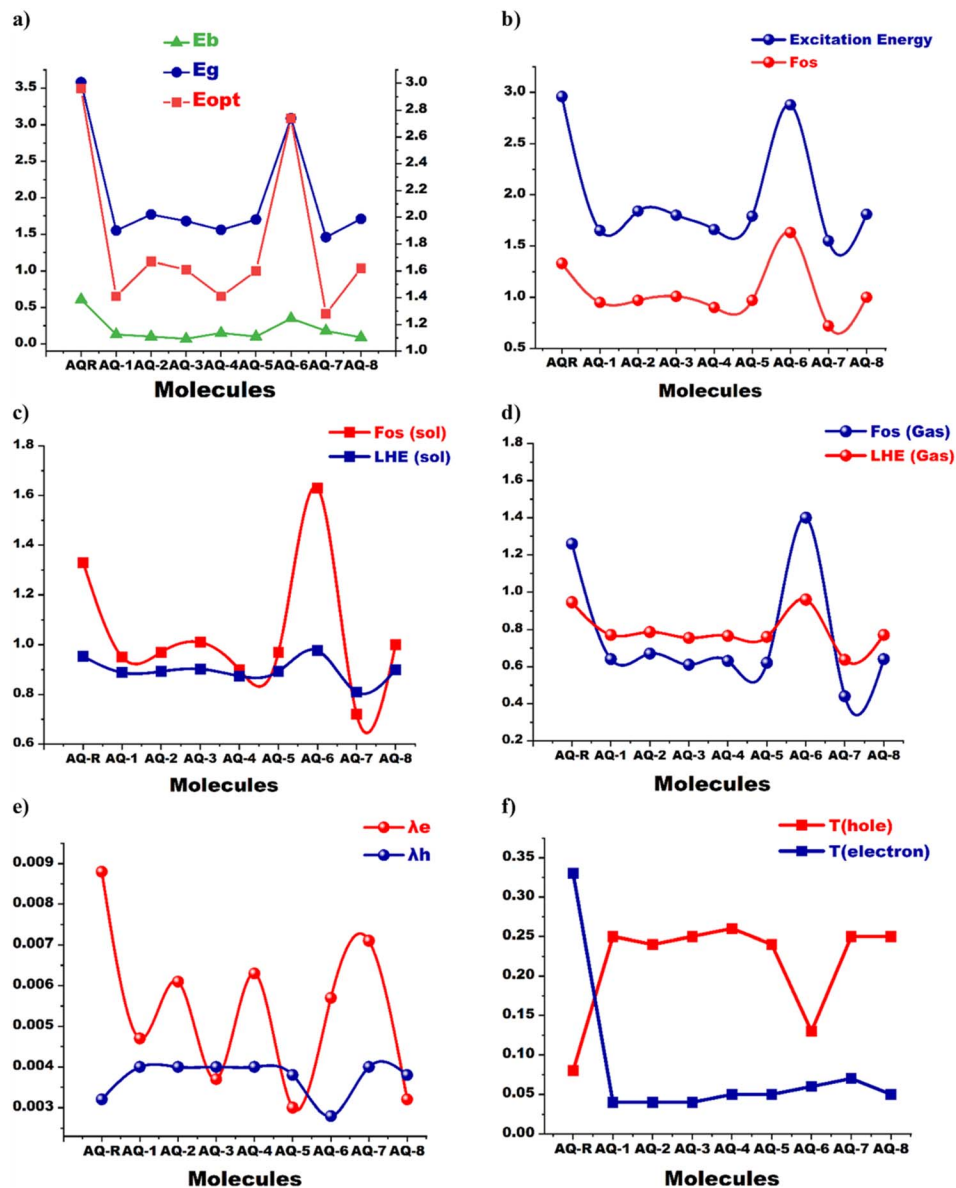 a)
Eb
Eg
Eopt
3.5
3.0
2.5
2.0
1.5
1.0
0.5
0.0
3.0
2.8
2.6
2.4
2.2
2.0
1.8
1.6
1.4
1.2
1.0
AQR AQ-1 AQ-2 AQ-3 AQ-4 AQ-5 AQ-6 AQ-7 AQ-8
Molecules
b)
Excitation Energy
Fos
3.0
2.5
2.0
1.5
1.0
0.5
AQR AQ-1 AQ-2 AQ-3 AQ-4 AQ-5 AQ-6 AQ-7 AQ-8
Molecules
c)
Fos (sol)
LHE (sol)
1.8
1.6
1.4
1.2
1.0
0.8
0.6
AQ-R AQ-1 AQ-2 AQ-3 AQ-4 AQ-5 AQ-6 AQ-7 AQ-8
Molecules
d)
Fos (Gas)
LHE (Gas)
1.8
1.6
1.4
1.2
1.0
0.8
0.6
0.4
0.2
AQ-R AQ-1 AQ-2 AQ-3 AQ-4 AQ-5 AQ-6 AQ-7 AQ-8
Molecules
e)
λe
λh
0.009
0.008
0.007
0.006
0.005
0.004
0.003
AQ-R AQ-1 AQ-2 AQ-3 AQ-4 AQ-5 AQ-6 AQ-7 AQ-8
Molecules
f)
T(hole)
T(electron)
0.35
0.30
0.25
0.20
0.15
0.10
0.05
0.00
AQ-R AQ-1 AQ-2 AQ-3 AQ-4 AQ-5 AQ-6 AQ-7 AQ-8
Molecules